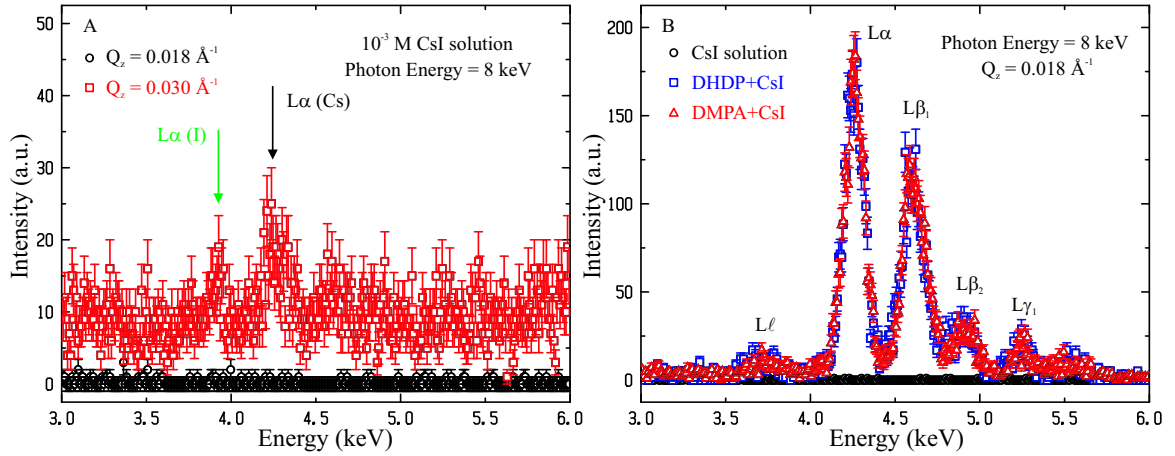 A
Q_z = 0.018 Å⁻¹
Q_z = 0.030 Å⁻¹
10⁻³ M CsI solution
Photon Energy = 8 keV
Lα (Cs)
Lα (I)
Intensity (a.u.)
50
40
30
20
10
0
3.0
3.5
4.0
4.5
5.0
5.5
6.0
Energy (keV)
B
CsI solution
DHDP+CsI
DMPA+CsI
Photon Energy = 8 keV
Q_z = 0.018 Å⁻¹
Lα
Lβ₁
Lβ₂
Lγ₁
Lℓ
Intensity (a.u.)
200
150
100
50
0
3.0
3.5
4.0
4.5
5.0
5.5
6.0
Energy (keV)